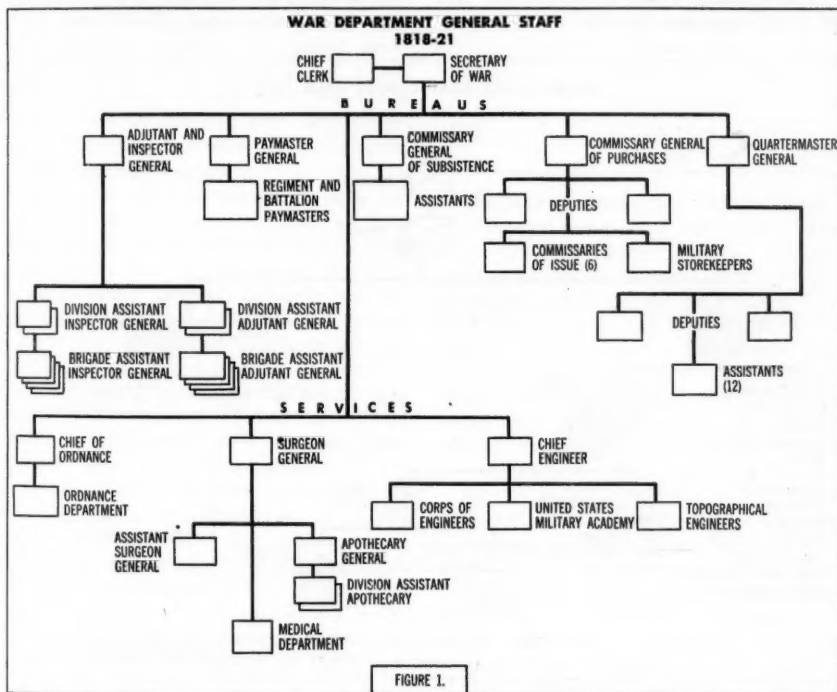 WAR DEPARTMENT GENERAL STAFF
1818-21
CHIEF
CLERK
SECRETARY
OF WAR
BUREAUS
ADJUTANT AND
INSPECTOR
GENERAL
PAYMASTER
GENERAL
REGIMENT AND
BATTALION
PAYMASTERS
COMMISSARY
GENERAL
OF SUBSISTENCE
ASSISTANTS
COMMISSARY GENERAL
OF PURCHASES
DEPUTIES
COMMISSARIES
OF ISSUE (6)
MILITARY
STOREKEEPERS
QUARTERMASTER
GENERAL
DEPUTIES
ASSISTANTS
(12)
DIVISION ASSISTANT
INSPECTOR GENERAL
DIVISION ASSISTANT
ADJUTANT GENERAL
BRIGADE ASSISTANT
INSPECTOR GENERAL
BRIGADE ASSISTANT
ADJUTANT GENERAL
SERVICES
CHIEF OF
ORDNANCE
ORDNANCE
DEPARTMENT
SURGEON
GENERAL
ASSISTANT
SURGEON
GENERAL
APOTHECARY
GENERAL
DIVISION ASSISTANT
APOTHECARY
MEDICAL
DEPARTMENT
CHIEF
ENGINEER
CORPS OF
ENGINEERS
UNITED STATES
MILITARY ACADEMY
TOPOGRAPHICAL
ENGINEERS
FIGURE 1.